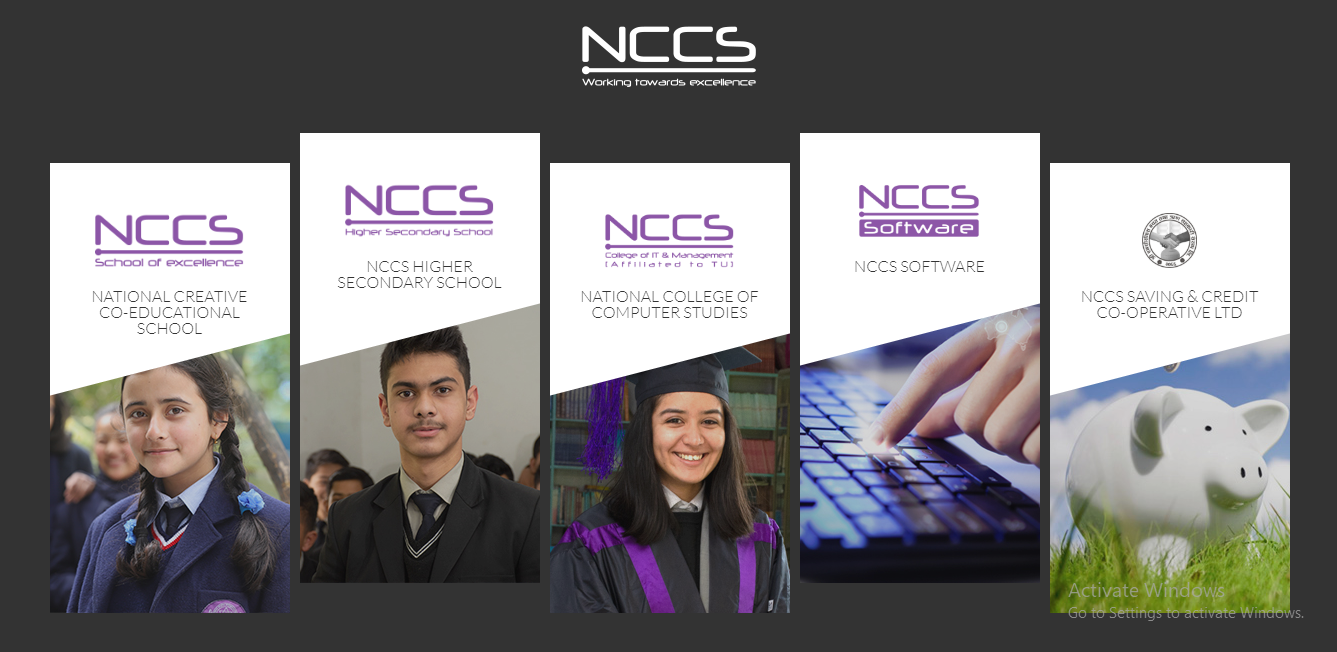 NCCS
Working towards excellence
NCCS
School of excellence
NATIONAL CREATIVE
CO-EDUCATIONAL
SCHOOL
NCCS
Higher Secondary School
NCCS HIGHER
SECONDARY SCHOOL
NCCS
College of IT & Management
[Affiliated to TU]
NATIONAL COLLEGE OF
COMPUTER STUDIES
NCCS
Software
NCCS SOFTWARE
NCCS SAVING & CREDIT
CO-OPERATIVE LTD
Activate Windows
Go to Settings to activate Windows.